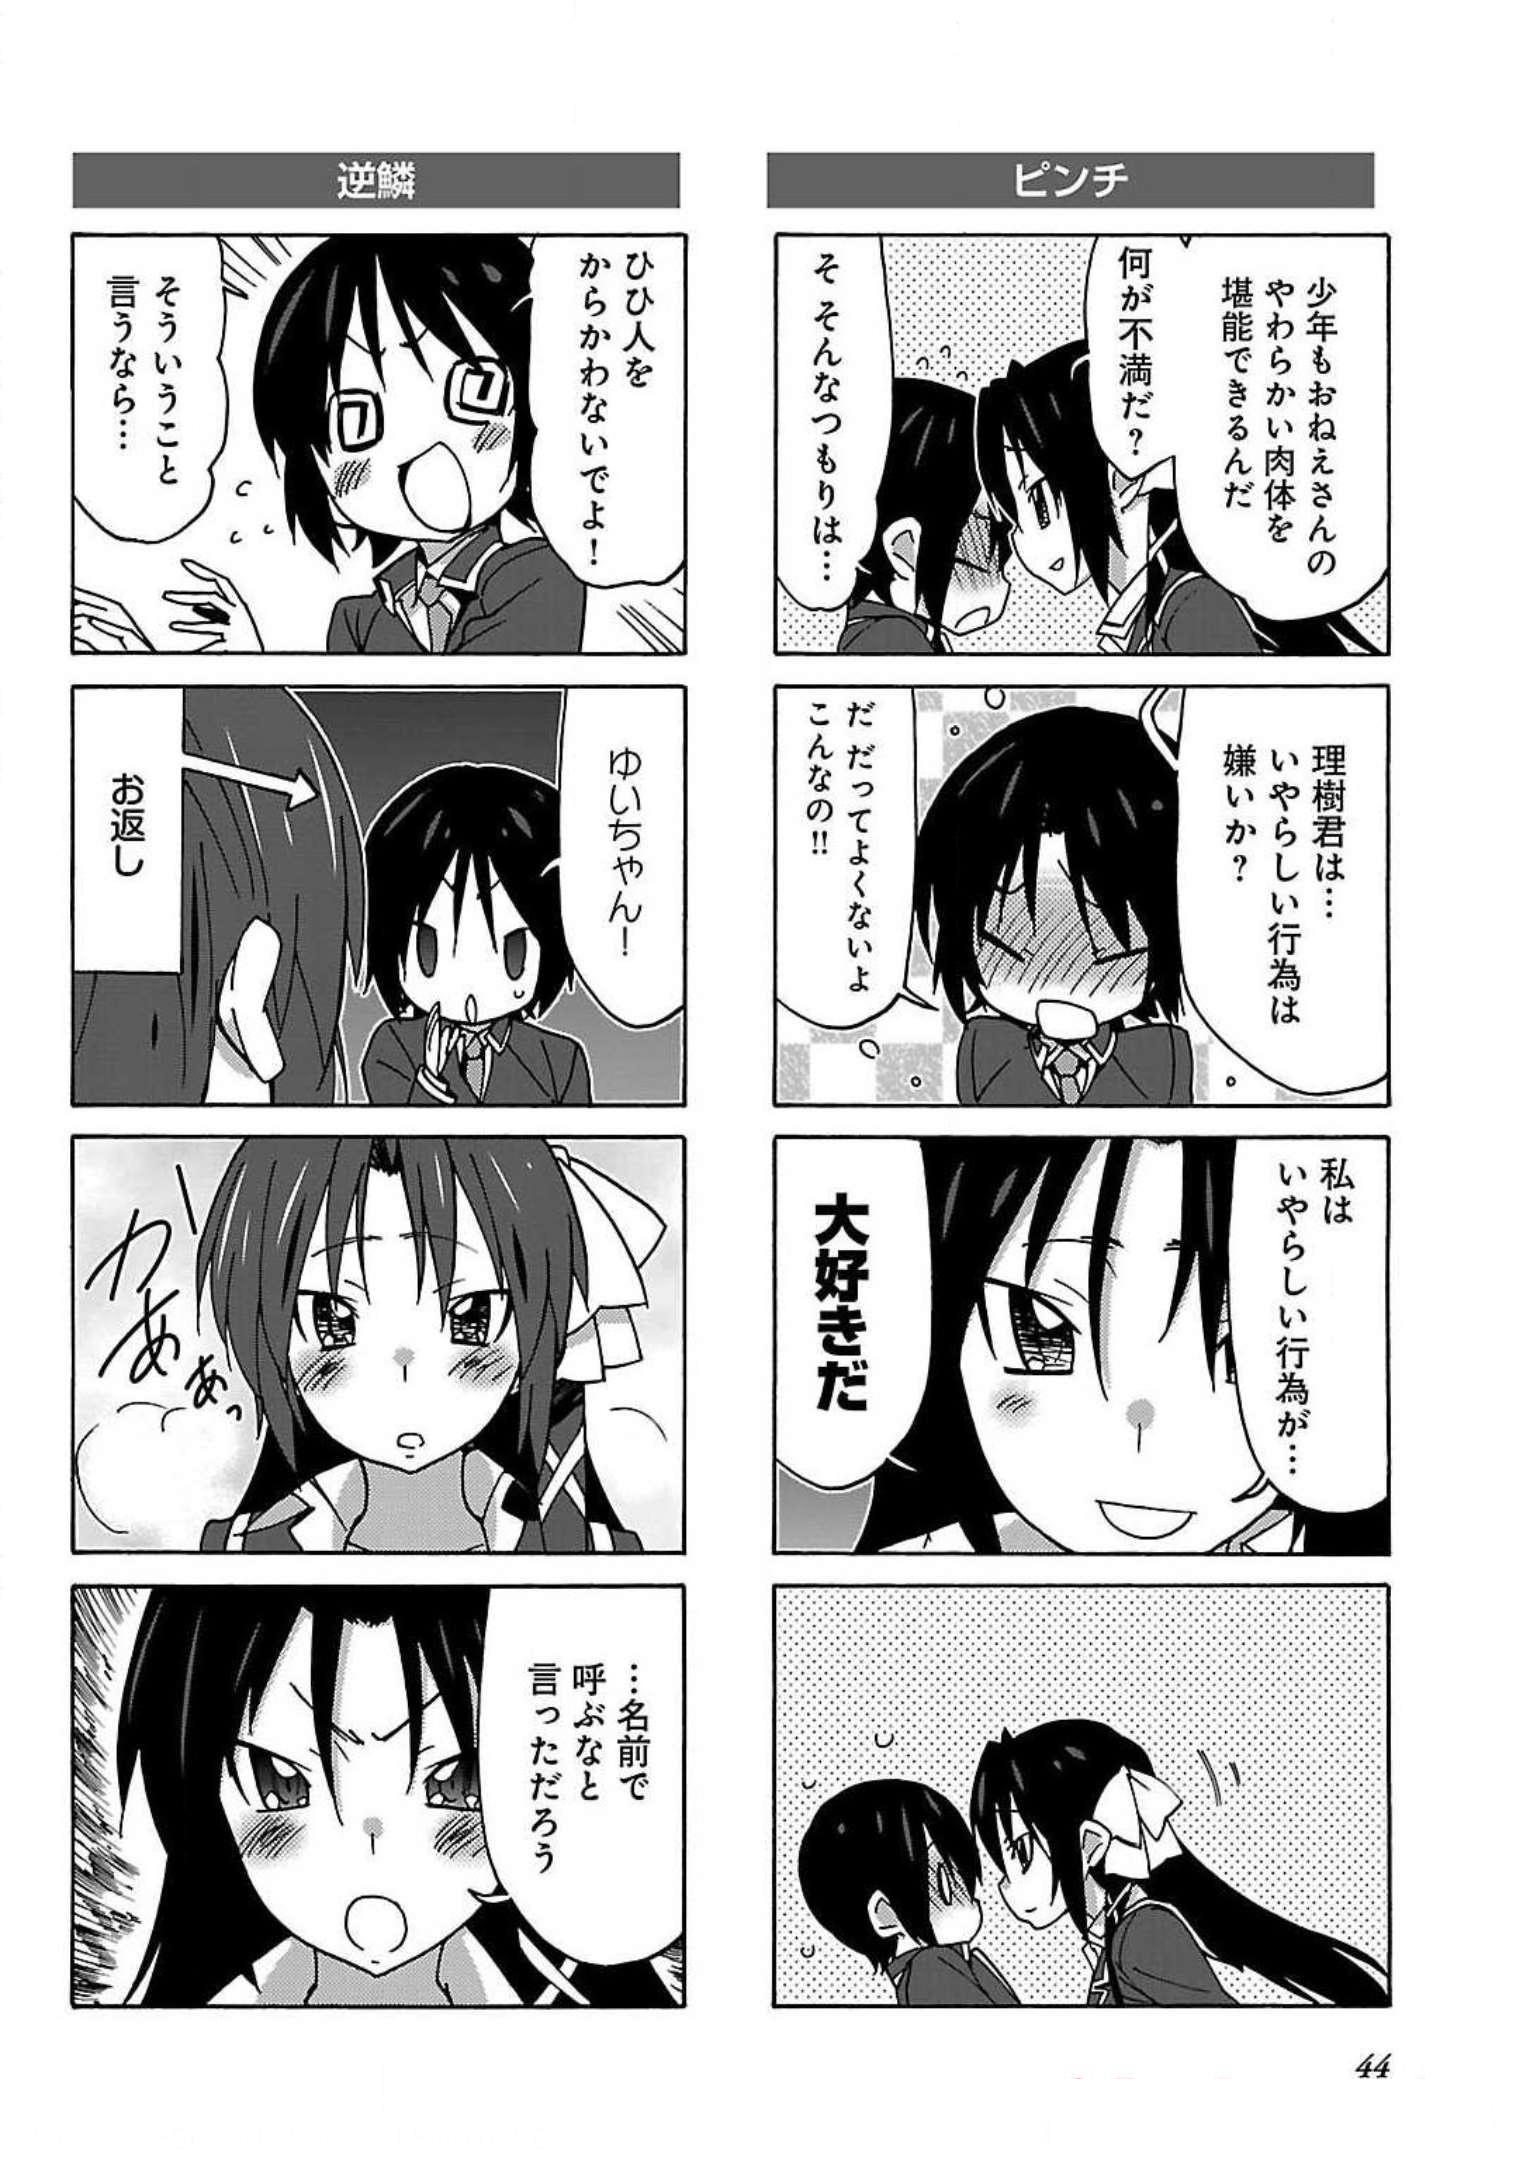 ピンチ
少年もおねえさんの
やわらかい肉体を
堪能できるんだ
何が不満だ?
そ そんなつもりは…
理樹君は…
いやらしい行為は
嫌いか?
だ だってよくないよ
こんなの!!
私は
いやらしい行為が…
大好きだ
逆鱗
ひひ人を
からかわないでよ!
そういうこと
言うなら…
ゆいちゃん!
お返し
かあぁっ
…名前で
呼ぶなと
言っただろう
44